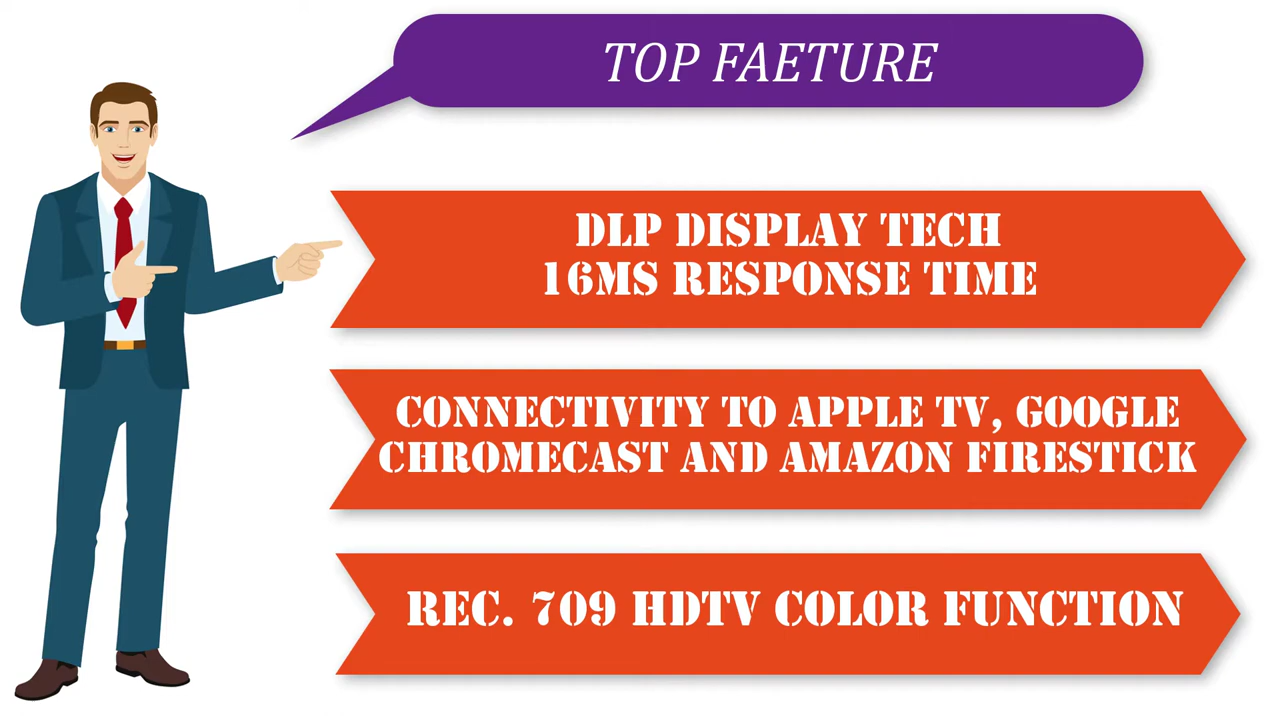 TOP FAETURE
DLP DISPLAY TECH
16MS RESPONSE TIME
CONNECTIVITY TO APPLE TV, GOOGLE
CHROMECAST AND AMAZON FIRESTICK
REC. 709 HDTV COLOR FUNCTION